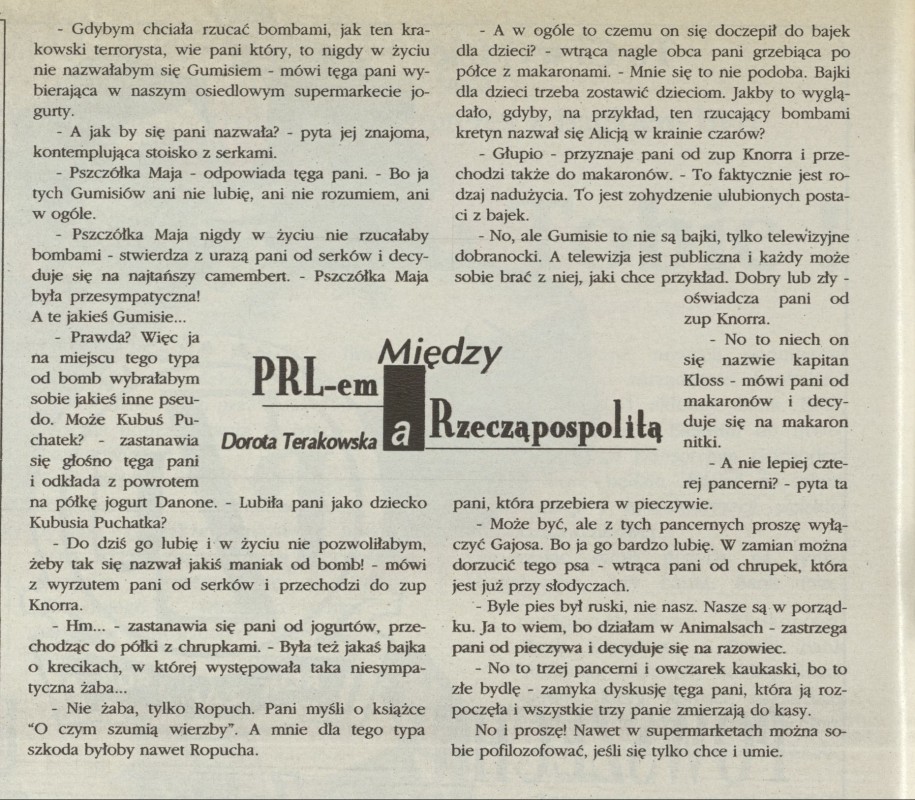 - Gdybym chciała rzucać bombami, jak ten kra-
kowski terrorysta, wie pani który, to nigdy w życiu
nie nazwałabym się Gumisiem - mówi tęga pani wy-
bierająca w naszym osiedlowym supermarkecie jo-
gurty.
- A jak by się pani nazwała? - pyta jej znajoma,
kontemplująca stoisko z serkami.
- Pszczółka Maja - odpowiada tęga pani. - Bo ja
tych Gumisiów ani nie lubię, ani nie rozumiem, ani
w ogóle.
- Pszczółka Maja nigdy w życiu nie rzucałaby
bombami - stwierdza z urazą pani od serków i decy-
duje się na najtańszy camembert. - Pszczółka Maja
była przesympatyczna!
A te jakieś Gumisie...
- Prawda? Więc ja
na miejscu tego typa
od bomb wybrałabym
sobie jakieś inne pseu-
do. Może Kubuś Pu-
chatek? - zastanawia
się głośno tęga pani
i odkłada z powrotem
na półkę jogurt Danone. - Lubiła pani jako dziecko
Kubusia Puchatka?
- Do dziś go lubię i w życiu nie pozwoliłabym,
żeby tak się nazwał jakiś maniak od bomb! - mówi
z wyrzutem pani od serków i przechodzi do zup
Knorra.
- Hm... - zastanawia się pani od jogurtów, prze-
chodząc do półki z chrupkami. - Była też jakaś bajka
o krecikach, w której występowała taka niesympa-
tyczna żaba...
- Nie żaba, tylko Ropuch. Pani myśli o książce
"O czym szumią wierzby". A mnie dla tego typa
szkoda byłoby nawet Ropucha.
Między
PRL-em
a Rzecząpospolitą
Dorota Terakowska
- A w ogóle to czemu on się doczepił do bajek
dla dzieci? - wtrąca nagle obca pani grzebiąca po
półce z makaronami. - Mnie się to nie podoba. Bajki
dla dzieci trzeba zostawić dzieciom. Jakby to wyglą-
dało, gdyby, na przykład, ten rzucający bombami
kretyn nazwał się Alicją w krainie czarów?
- Głupio - przyznaje pani od zup Knorra i prze-
chodzi także do makaronów. - To faktycznie jest ro-
dzaj nadużycia. To jest zohydzenie ulubionych posta-
ci z bajek.
- No, ale Gumisie to nie są bajki, tylko telewizyjne
dobranocki. A telewizja jest publiczna i każdy może
sobie brać z niej, jaki chce przykład. Dobry lub zły -
oświadcza pani od
zup Knorra.
- No to niech on
się nazwie kapitan
Kloss - mówi pani od
makaronów i decy-
duje się na makaron
nitki.
- A nie lepiej czte-
rej pancerni? - pyta ta
pani, która przebiera w pieczywie.
- Może być, ale z tych pancernych proszę wyłą-
czyć Gajosa. Bo ja go bardzo lubię. W zamian można
dorzucić tego psa - wtrąca pani od chrupek, która
jest już przy słodyczach.
- Byle pies był ruski, nie nasz. Nasze są w porząd-
ku. Ja to wiem, bo działam w Animalsach - zastrzega
pani od pieczywa i decyduje się na razowiec.
- No to trzej pancerni i owczarek kaukaski, bo to
złe bydlę - zamyka dyskusję tęga pani, która ją roz-
poczęła i wszystkie trzy panie zmierzają do kasy.
No i proszę! Nawet w supermarketach można so-
bie pofilozofować, jeśli się tylko chce i umie.